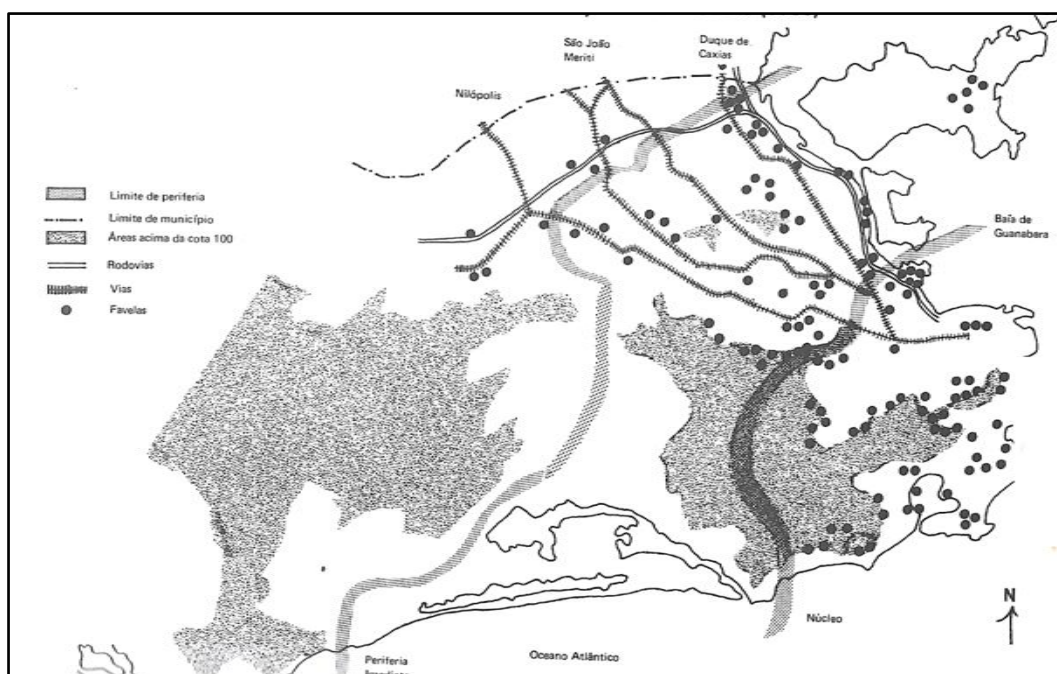 São João
Meriti
Duque de
Caxias
Nilópolis
Limite de periferia
Limite de município
Áreas acima da cota 100
Rodovias
Vias
Favelas
Baía de
Guanabara
N
Núcleo
Oceano Atlântico
Periferia